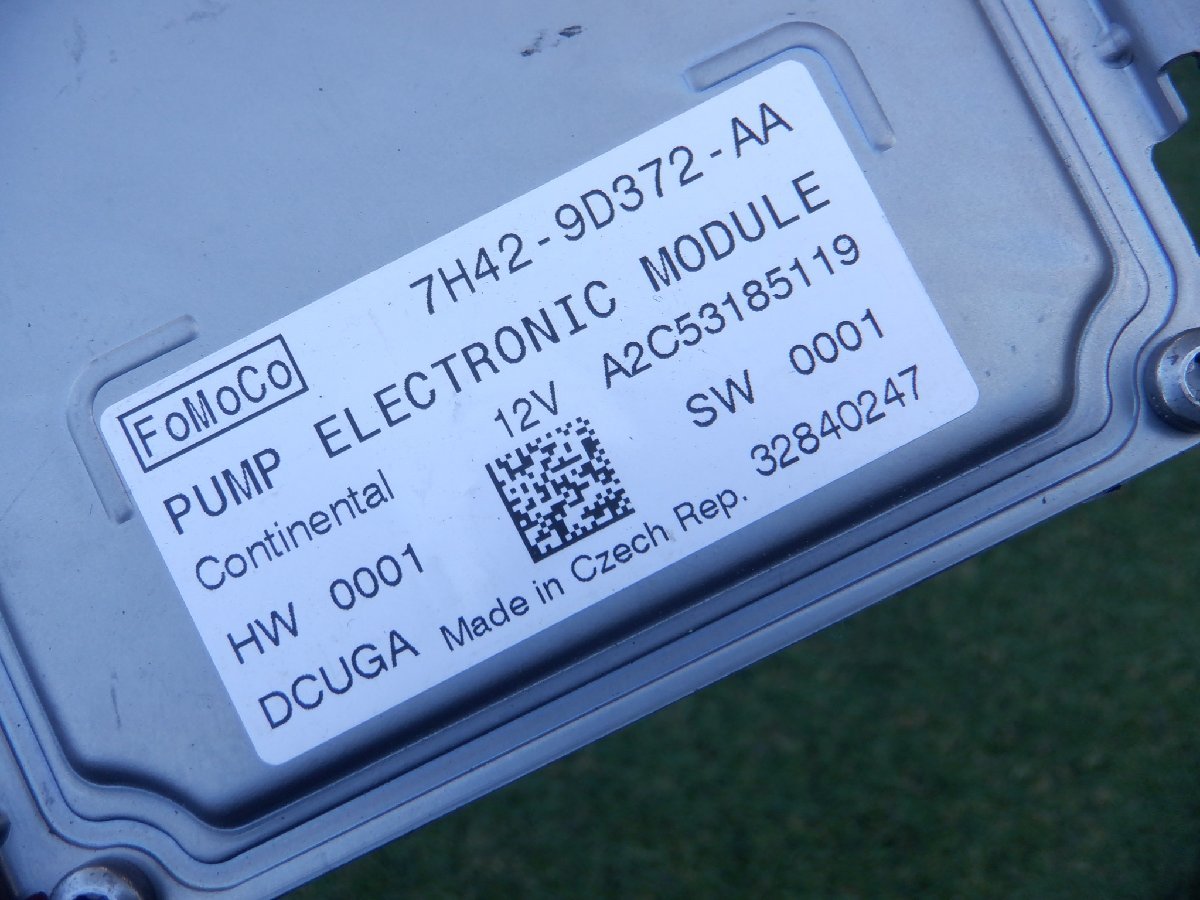 7H42-9D372-AA
FoMoCo
PUMP ELECTRONIC MODULE
Continental 12V A2C53185119
HW 0001 SW 0001
DCUGA Made in Czech Rep. 32840247